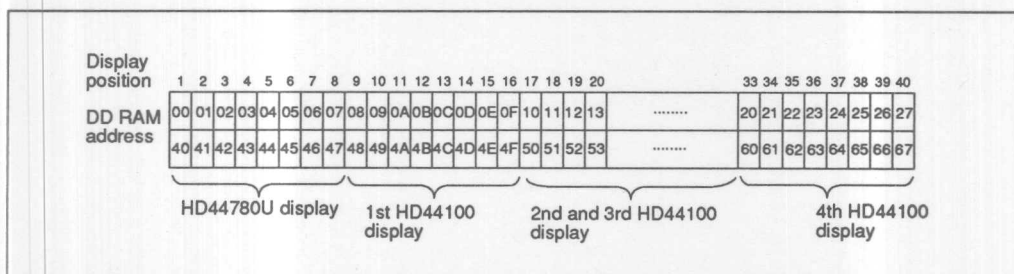 Display
position 1 2 3 4 5 6 7 8 9 10 11 12 13 14 15 16 17 18 19 20 33 34 35 36 37 38 39 40
DD RAM
address
00 01 02 03 04 05 06 07 08 09 0A 0B 0C 0D 0E 0F 10 11 12 13 ........ 20 21 22 23 24 25 26 27
40 41 42 43 44 45 46 47 48 49 4A 4B 4C 4D 4E 4F 50 51 52 53 ........ 60 61 62 63 64 65 66 67
HD44780U display
1st HD44100
display
2nd and 3rd HD44100
display
4th HD44100
display